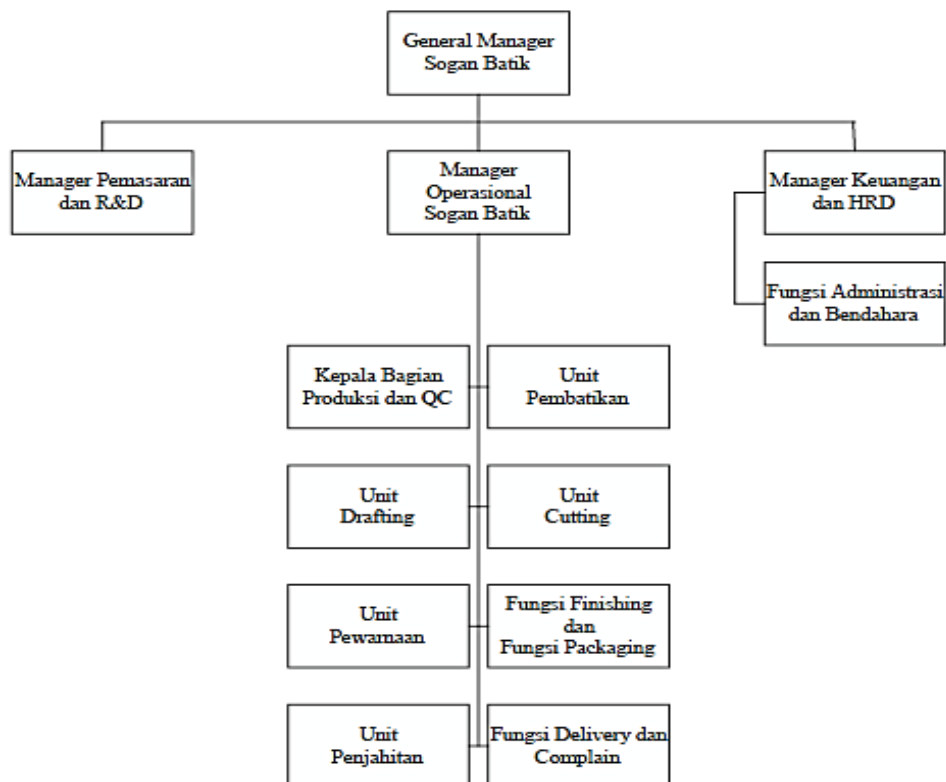 General Manager
Sogan Batik
Manager Pemasaran
dan R&D
Manager
Operasional
Sogan Batik
Manager Keuangan
dan HRD
Fungsi Administrasi
dan Bendahara
Kepala Bagian
Produksi dan QC
Unit
Pembatikan
Unit
Drafting
Unit
Cutting
Unit
Pewarnaan
Fungsi Finishing
dan
Fungsi Packaging
Unit
Penjahitan
Fungsi Delivery dan
Complain